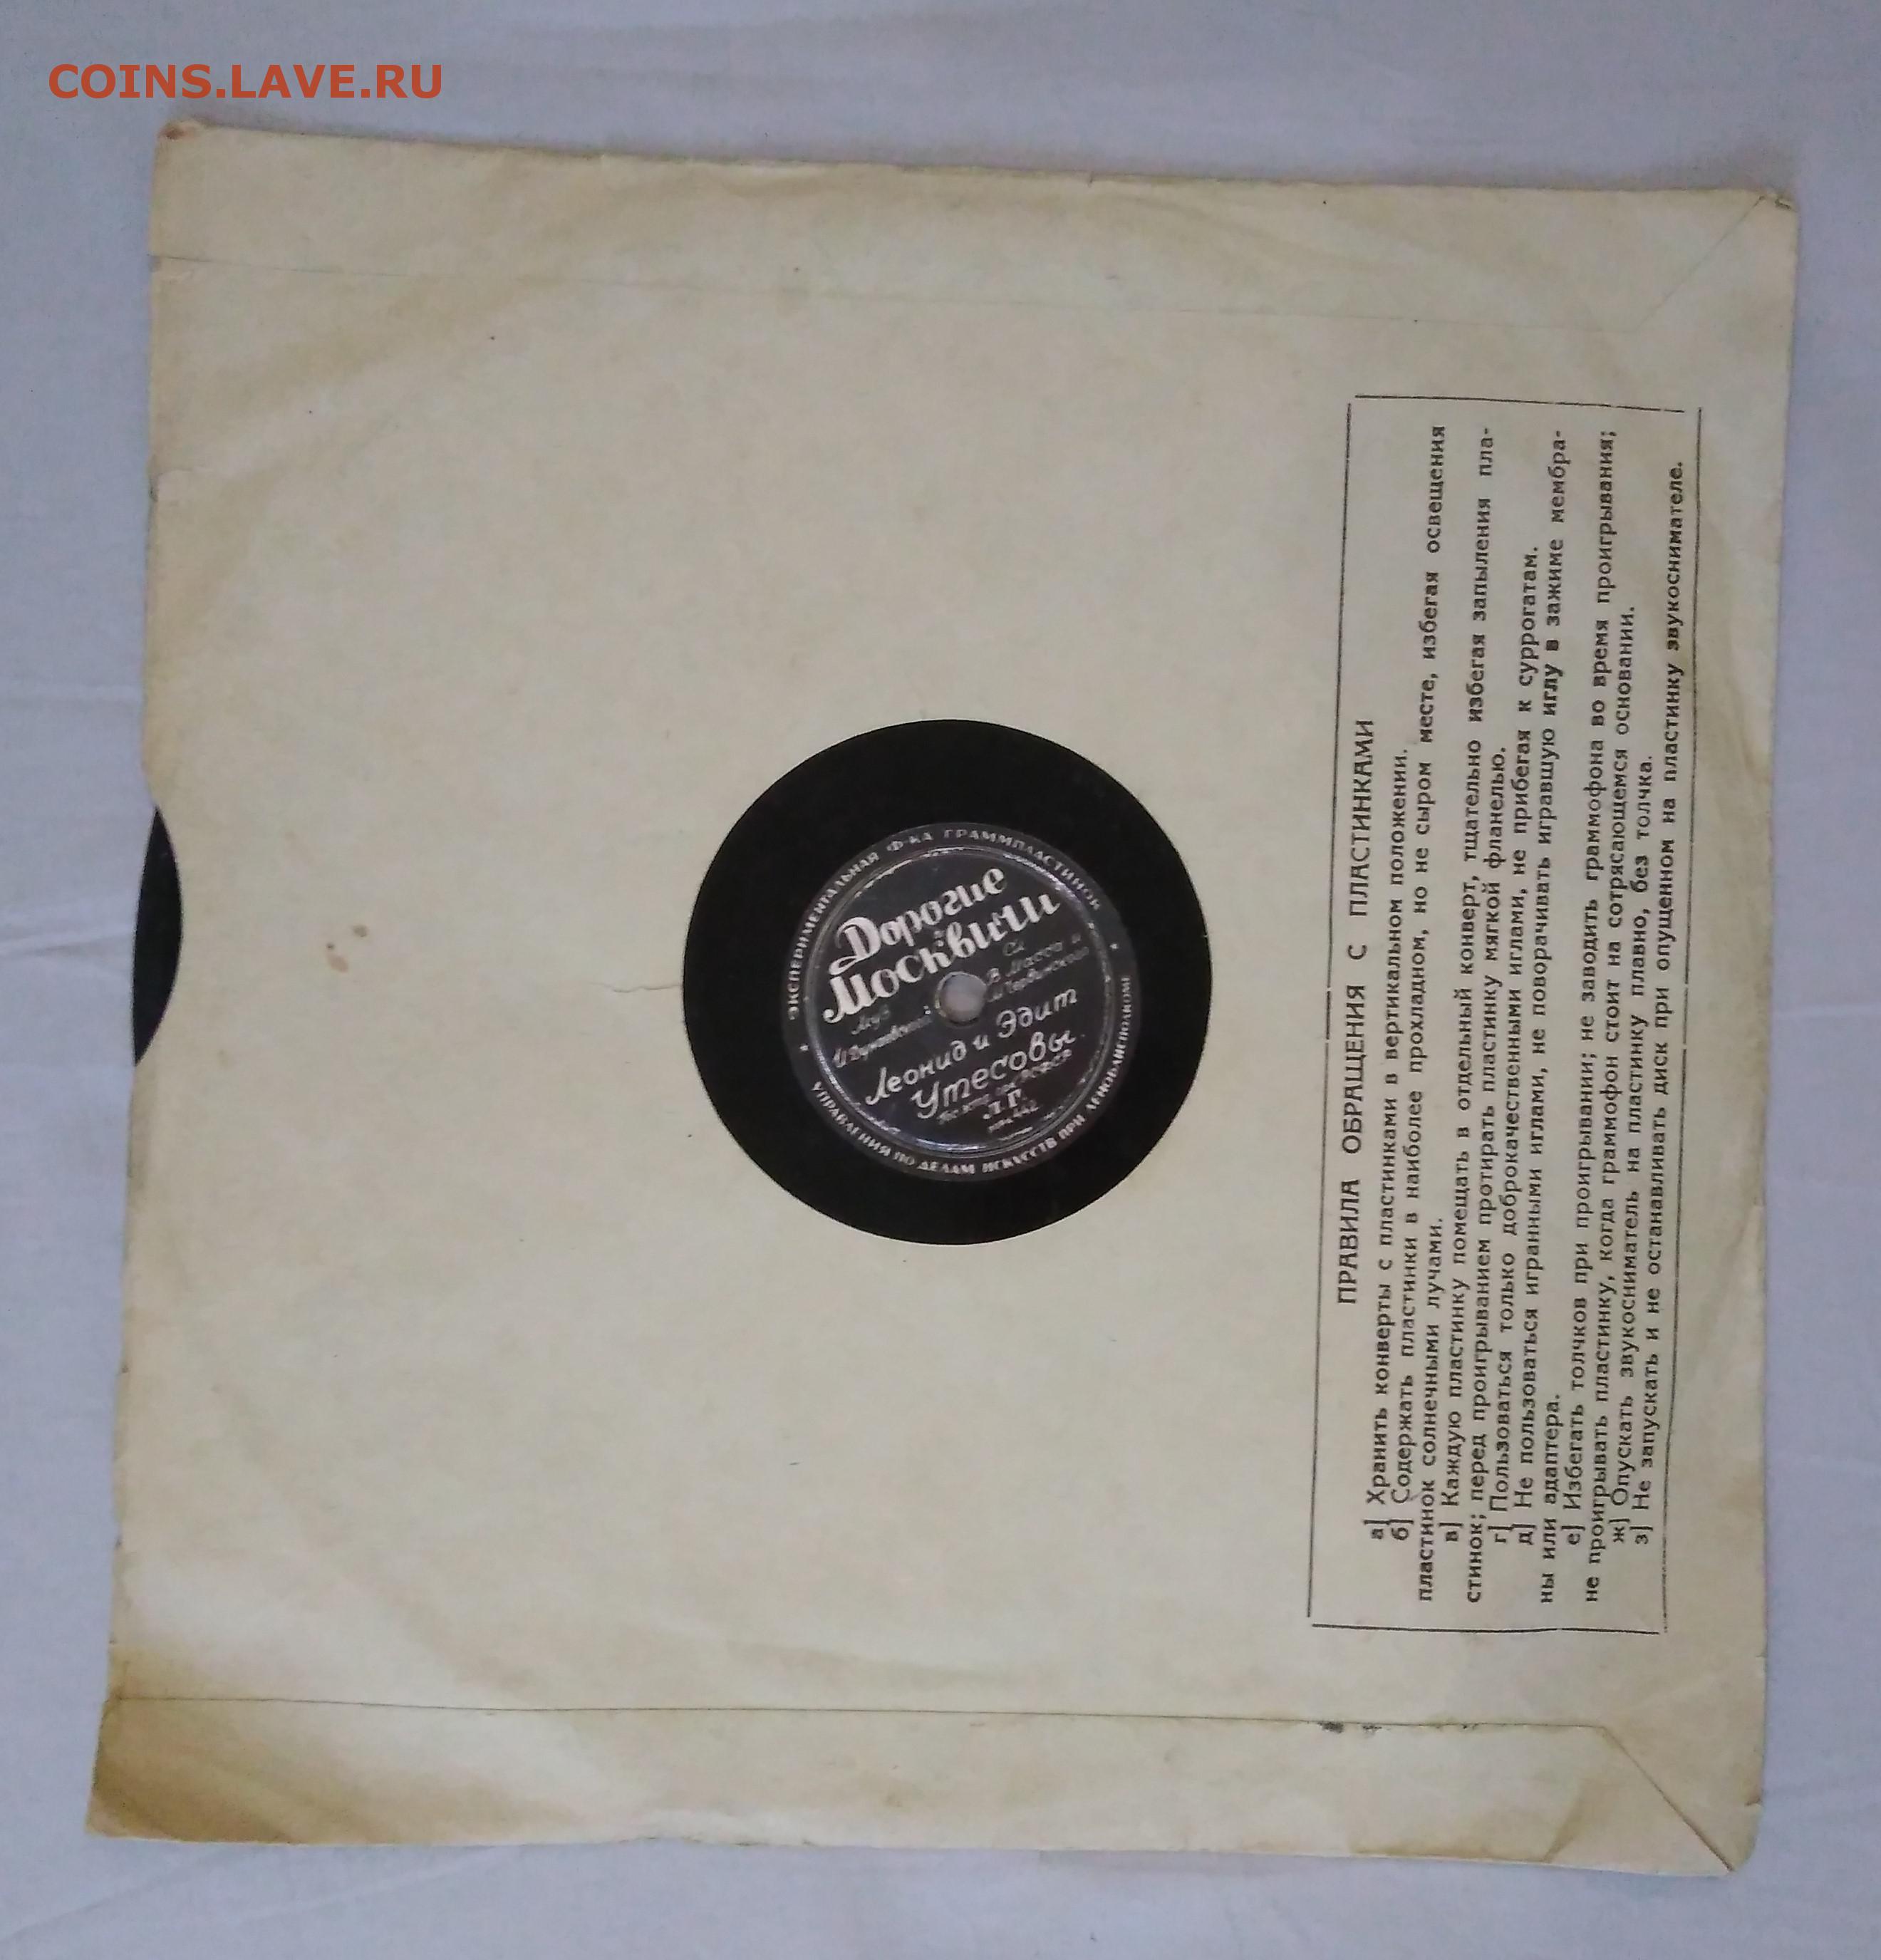 COINS.LAVE.RU
ЭКСПЕРИМЕНТАЛЬНАЯ Ф-КА ГРАММПЛАСТИНОК
Дорогие
Москвичи
Муз.
И Дунаевский
Сл.
В Массы и
Леонид и Эдит
Утесовы.
УПРАВЛЕНИЯ ПО ДЕЛАМ ИСКУССТВ ПРИ ЛЕНОБЛИСПОЛКОМЕ
ПРАВИЛА ОБРАЩЕНИЯ С ПЛАСТИНКАМИ
а) Хранить конверты с пластинками в вертикальном положении.
б) Содержать пластинки в наиболее прохладном, но не сыром месте, избегая освещения
пластинок солнечными лучами.
в) Каждую пластинку помещать в отдельный конверт, тщательно избегая запыления пла-
стинок; перед проигрыванием протирать пластинку мягкой фланелью.
г) Пользоваться только доброкачественными иглами, не прибегая к суррогатам.
д) Не пользоваться игранными иглами, не поворачивать игравшую иглу в зажиме мембра-
ны или адаптера.
е) Избегать толчков при проигрывании; не заводить граммофона во время проигрывания;
не проигрывать пластинку, когда граммофон стоит на сотрясающемся основании.
ж) Опускать звукосниматель на пластинку плавно, без толчка.
з) Не запускать и не останавливать диск при опущенном на пластинку звукоснимателе.